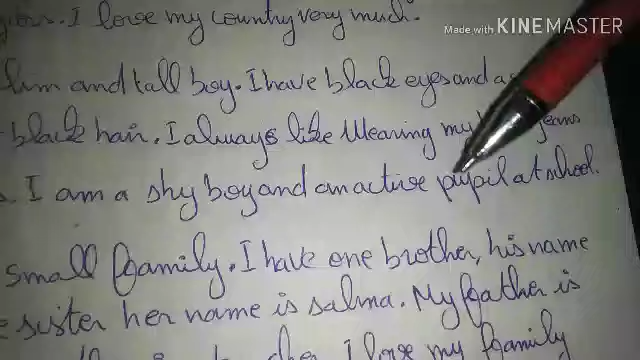 . I love my country very much.
Made with KINEMASTER
slim and tall boy. I have black eyes and a
black hair. I always like Wearing my jeans
. I am a shy boy and an active pupil at school.
small family. I have one brother, his name
sister her name is salma. My father is
I love my family